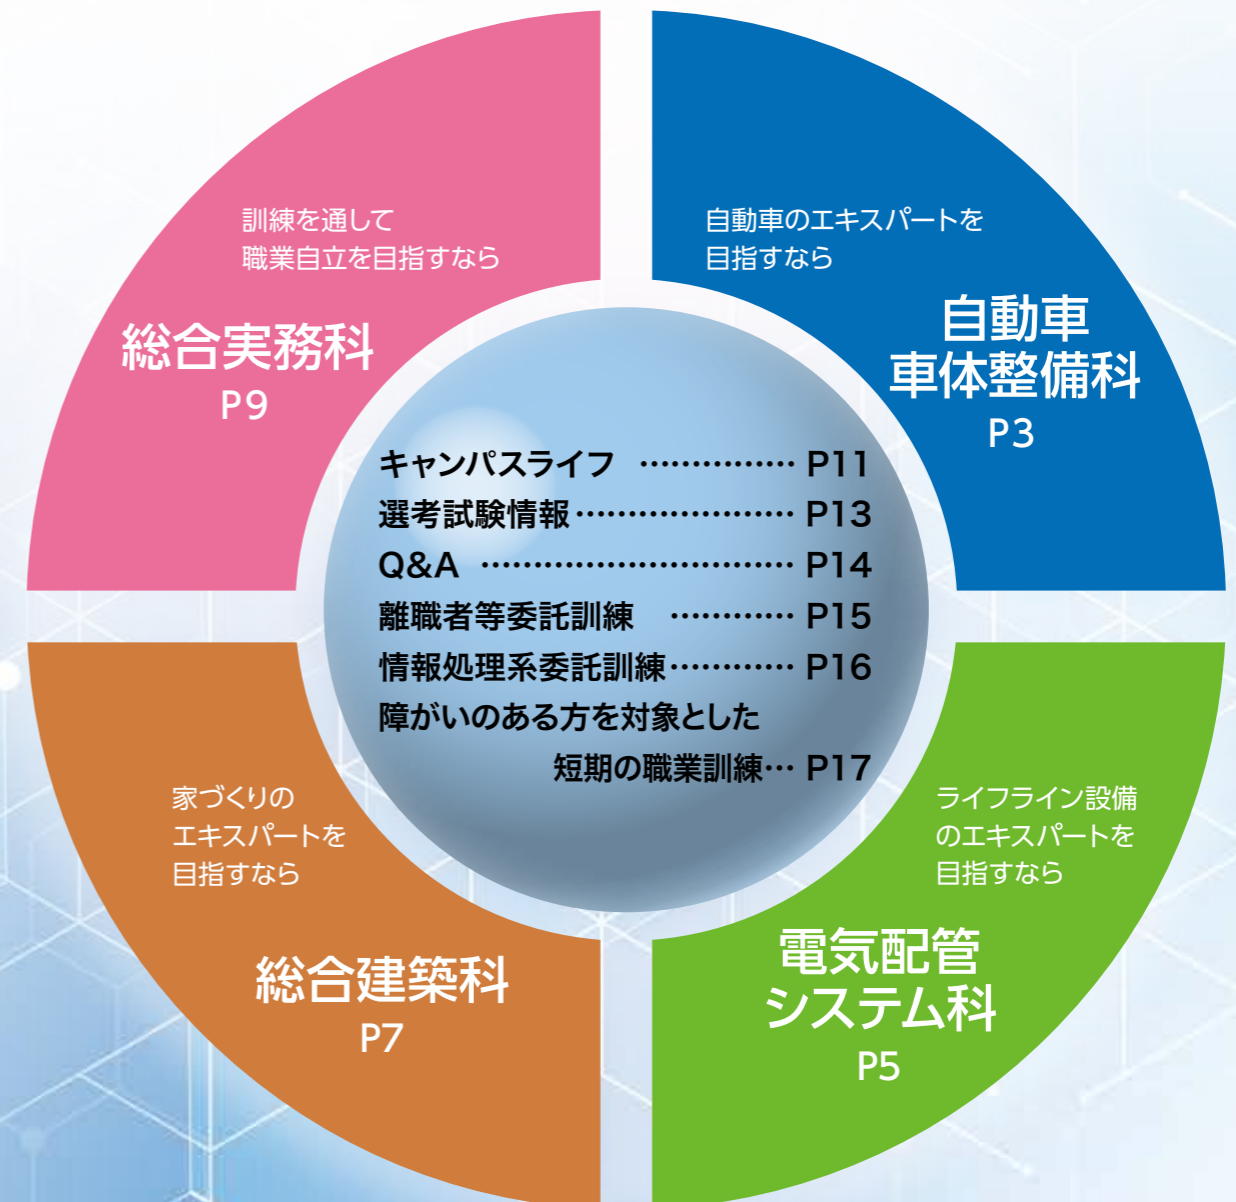 訓練を通して
職業自立を目指すなら
総合実務科
P9
自動車のエキスパートを
目指すなら
自動車
車体整備科
P3
キャンパスライフ …………… P11
選考試験情報………………… P13
Q&A ………………………… P14
離職者等委託訓練 ………… P15
情報処理系委託訓練………… P16
障がいのある方を対象とした
短期の職業訓練… P17
家づくりの
エキスパートを
目指すなら
総合建築科
P7
ライフライン設備
のエキスパートを
目指すなら
電気配管
システム科
P5